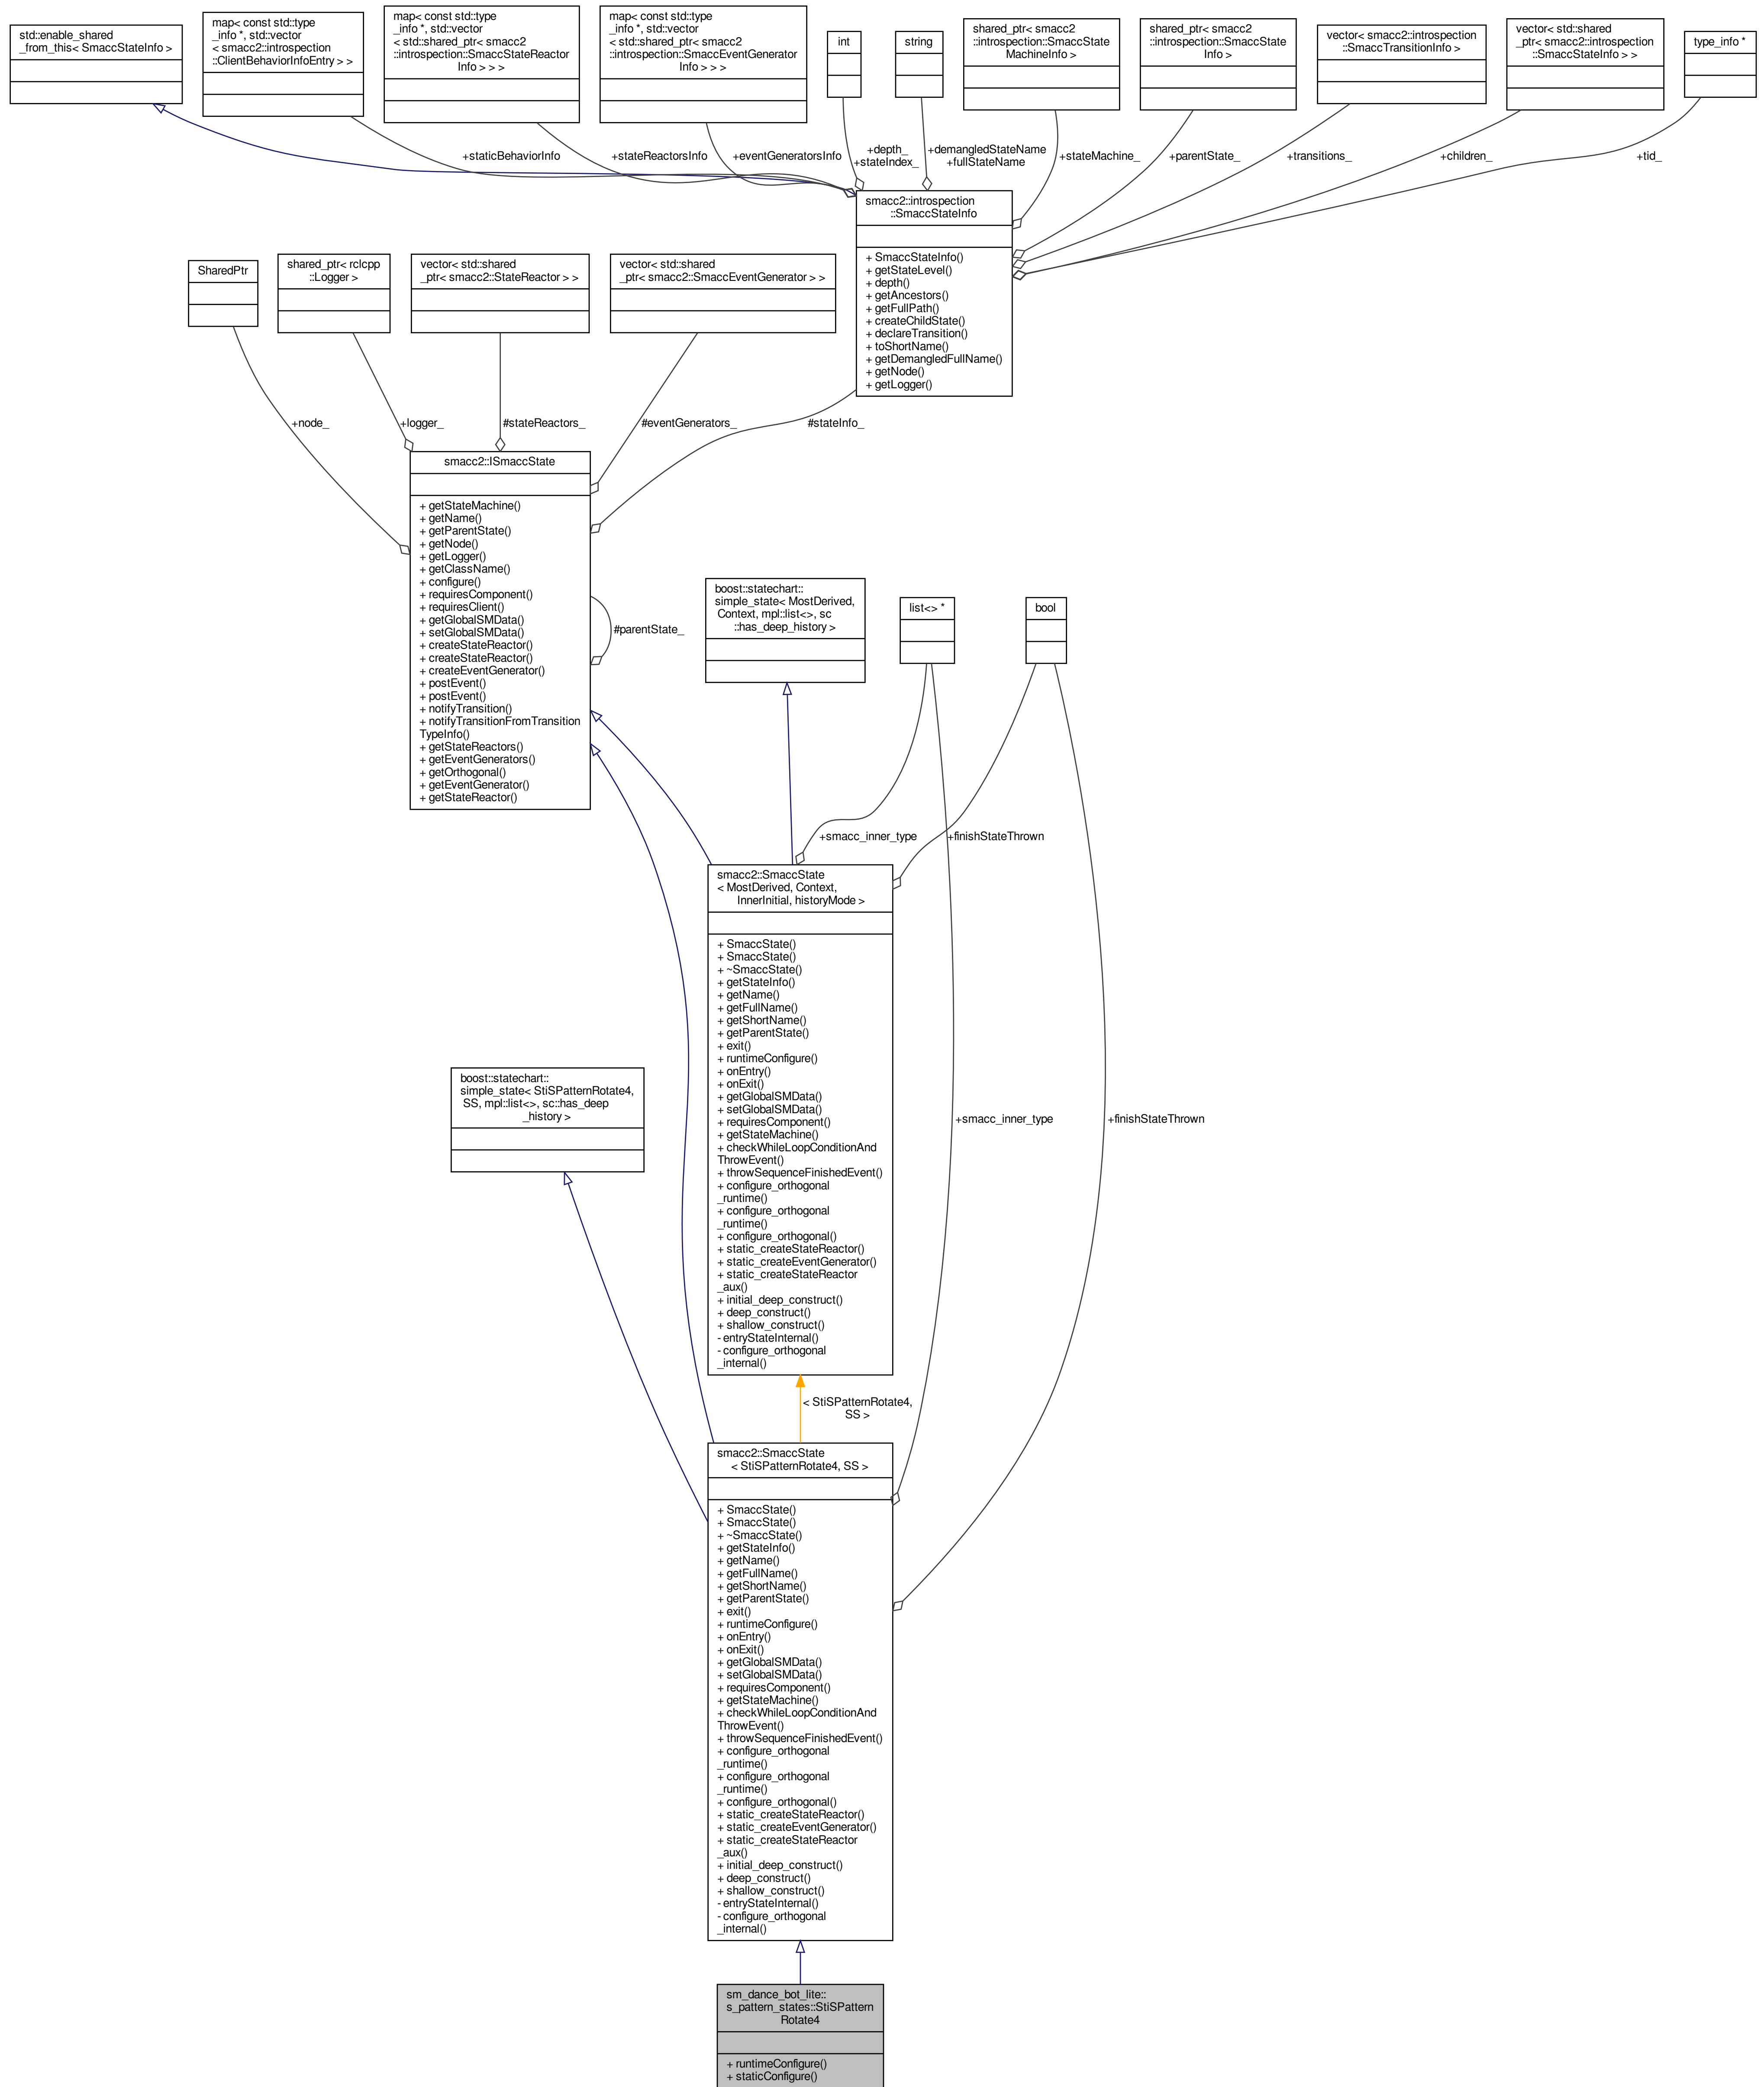 std::enable_shared
_from_this< SmaccStateInfo >
map< const std::type
_info *, std::vector
< smacc2::introspection
::ClientBehaviorInfoEntry > >
map< const std::type
_info *, std::vector
< std::shared_ptr< smacc2
::introspection::SmaccStateReactor
Info > > >
map< const std::type
_info *, std::vector
< std::shared_ptr< smacc2
::introspection::SmaccEventGenerator
Info > > >
int
string
shared_ptr< smacc2
::introspection::SmaccState
MachineInfo >
shared_ptr< smacc2
::introspection::SmaccState
Info >
vector< smacc2::introspection
::SmaccTransitionInfo >
vector< std::shared
_ptr< smacc2::introspection
::SmaccStateInfo > >
type_info *
+staticBehaviorInfo
+stateReactorsInfo
+eventGeneratorsInfo
+depth_
+stateIndex_
+demangledStateName
+fullStateName
+stateMachine_
+parentState_
+transitions_
+children_
+tid_
smacc2::introspection
::SmaccStateInfo
+ SmaccStateInfo()
+ getStateLevel()
+ depth()
+ getAncestors()
+ getFullPath()
+ createChildState()
+ declareTransition()
+ toShortName()
+ getDemangledFullName()
+ getNode()
+ getLogger()
SharedPtr
shared_ptr< rclcpp
::Logger >
vector< std::shared
_ptr< smacc2::StateReactor > >
vector< std::shared
_ptr< smacc2::SmaccEventGenerator > >
+node_
+logger_
#stateReactors_
#eventGenerators_
#stateInfo_
smacc2::ISmaccState
+ getStateMachine()
+ getName()
+ getParentState()
+ getNode()
+ getLogger()
+ getClassName()
+ configure()
+ requiresComponent()
+ requiresClient()
+ getGlobalSMData()
+ setGlobalSMData()
+ createStateReactor()
+ createStateReactor()
+ createEventGenerator()
+ postEvent()
+ postEvent()
+ notifyTransition()
+ notifyTransitionFromTransition
TypeInfo()
+ getStateReactors()
+ getEventGenerators()
+ getOrthogonal()
+ getEventGenerator()
+ getStateReactor()
#parentState_
boost::statechart::
simple_state< MostDerived,
Context, mpl::list<>, sc
::has_deep_history >
list<> *
bool
+smacc_inner_type
+finishStateThrown
smacc2::SmaccState
< MostDerived, Context,
InnerInitial, historyMode >
+ SmaccState()
+ SmaccState()
+ ~SmaccState()
+ getStateInfo()
+ getName()
+ getFullName()
+ getShortName()
+ getParentState()
+ exit()
+ runtimeConfigure()
+ onEntry()
+ onExit()
+ getGlobalSMData()
+ setGlobalSMData()
+ requiresComponent()
+ getStateMachine()
+ checkWhileLoopConditionAnd
ThrowEvent()
+ throwSequenceFinishedEvent()
+ configure_orthogonal
_runtime()
+ configure_orthogonal
_runtime()
+ configure_orthogonal()
+ static_createStateReactor()
+ static_createEventGenerator()
+ static_createStateReactor
_aux()
+ initial_deep_construct()
+ deep_construct()
+ shallow_construct()
- entryStateInternal()
- configure_orthogonal
_internal()
boost::statechart::
simple_state< StiSPatternRotate4,
SS, mpl::list<>, sc::has_deep
_history >
+smacc_inner_type
+finishStateThrown
< StiSPatternRotate4,
SS >
smacc2::SmaccState
< StiSPatternRotate4, SS >
+ SmaccState()
+ SmaccState()
+ ~SmaccState()
+ getStateInfo()
+ getName()
+ getFullName()
+ getShortName()
+ getParentState()
+ exit()
+ runtimeConfigure()
+ onEntry()
+ onExit()
+ getGlobalSMData()
+ setGlobalSMData()
+ requiresComponent()
+ getStateMachine()
+ checkWhileLoopConditionAnd
ThrowEvent()
+ throwSequenceFinishedEvent()
+ configure_orthogonal
_runtime()
+ configure_orthogonal
_runtime()
+ configure_orthogonal()
+ static_createStateReactor()
+ static_createEventGenerator()
+ static_createStateReactor
_aux()
+ initial_deep_construct()
+ deep_construct()
+ shallow_construct()
- entryStateInternal()
- configure_orthogonal
_internal()
sm_dance_bot_lite::
s_pattern_states::StiSPattern
Rotate4
+ runtimeConfigure()
+ staticConfigure()